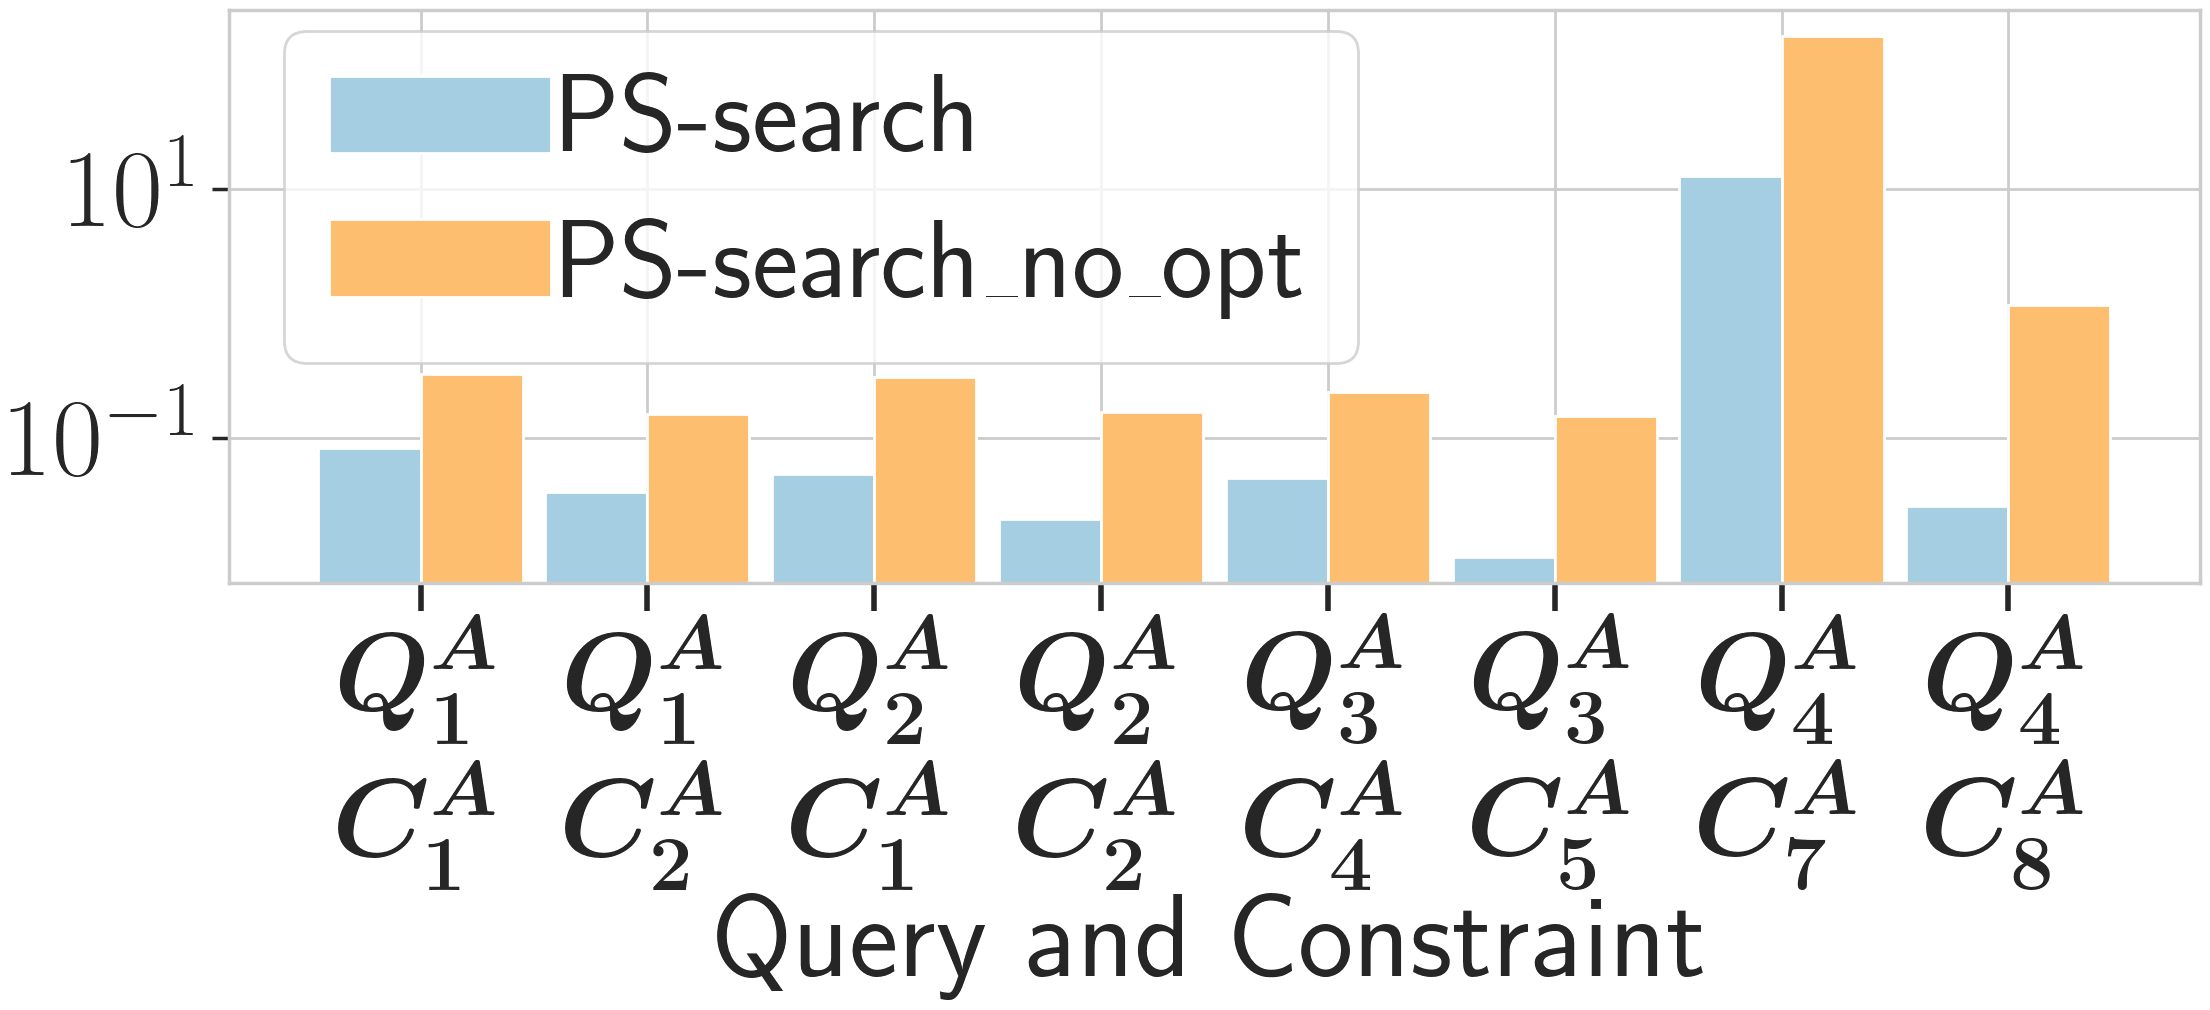 PS-search
PS-search_no_opt
10^1
10^-1
Q_1^A Q_1^A Q_2^A Q_2^A Q_3^A Q_3^A Q_4^A Q_4^A
C_1^A C_2^A C_1^A C_2^A C_4^A C_5^A C_7^A C_8^A
Query and Constraint